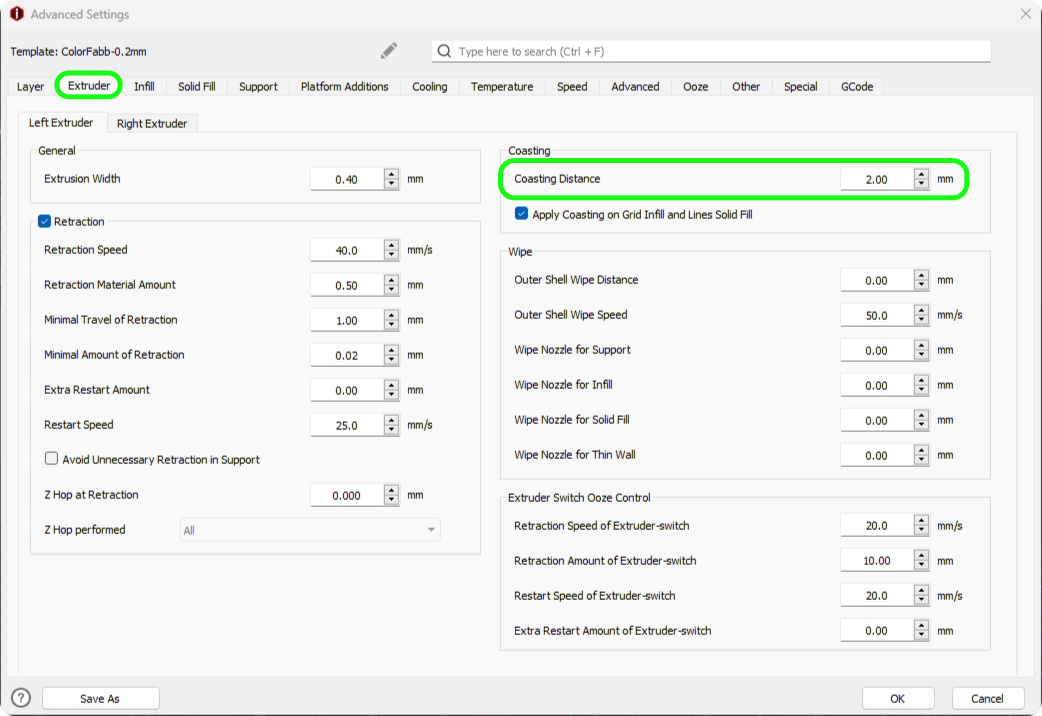 Advanced Settings
Template: ColorFabb-0.2mm
Type here to search (Ctrl + F)
Layer Extruder Infill Solid Fill Support Platform Additions Cooling Temperature Speed Advanced Ooze Other Special GCode
Left Extruder Right Extruder
General
Extrusion Width 0.40 mm
Retraction
Retraction Speed 40.0 mm/s
Retraction Material Amount 0.50 mm
Minimal Travel of Retraction 1.00 mm
Minimal Amount of Retraction 0.02 mm
Extra Restart Amount 0.00 mm
Restart Speed 25.0 mm/s
Avoid Unnecessary Retraction in Support
Z Hop at Retraction 0.000 mm
Z Hop performed All
Coasting
Coasting Distance 2.00 mm
Apply Coasting on Grid Infill and Lines Solid Fill
Wipe
Outer Shell Wipe Distance 0.00 mm
Outer Shell Wipe Speed 50.0 mm/s
Wipe Nozzle for Support 0.00 mm
Wipe Nozzle for Infill 0.00 mm
Wipe Nozzle for Solid Fill 0.00 mm
Wipe Nozzle for Thin Wall 0.00 mm
Extruder Switch Ooze Control
Retraction Speed of Extruder-switch 20.0 mm/s
Retraction Amount of Extruder-switch 10.00 mm
Restart Speed of Extruder-switch 20.0 mm/s
Extra Restart Amount of Extruder-switch 0.00 mm
? Save As OK Cancel